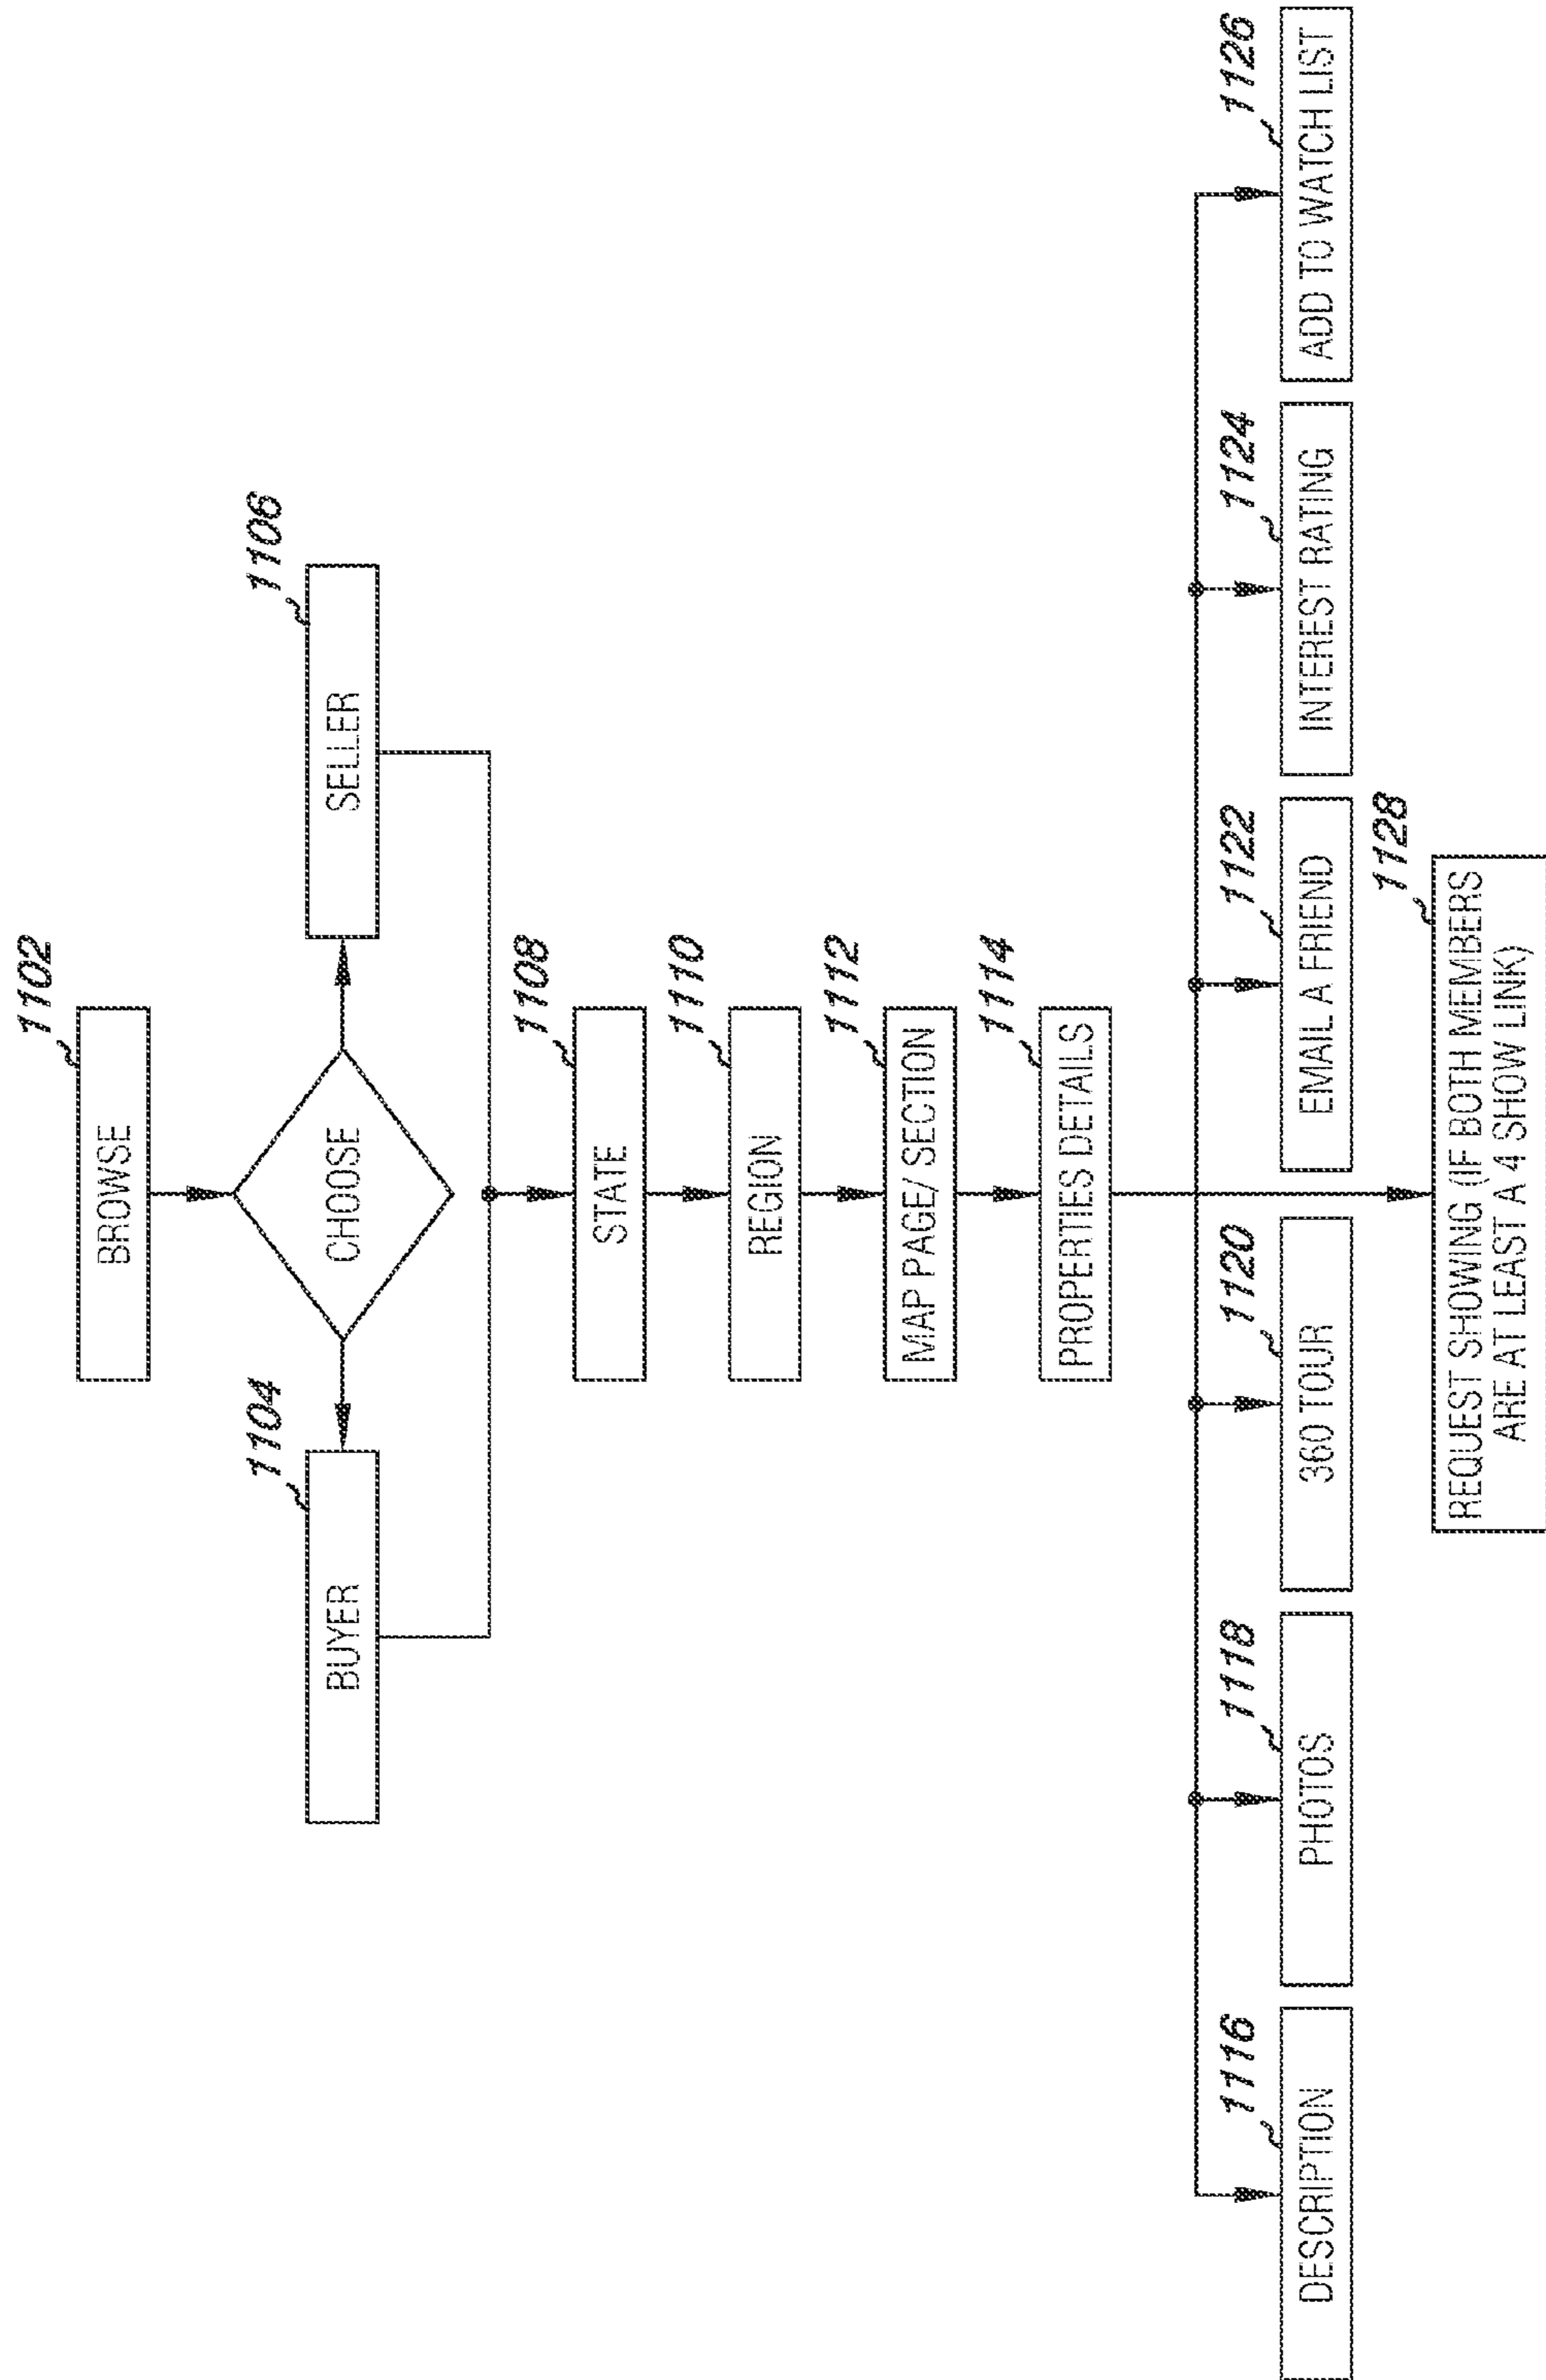 1102
BROWSE
CHOOSE
1104
BUYER
1106
SELLER
1108
STATE
1110
REGION
1112
MAP PAGE/ SECTION
1114
PROPERTIES DETAILS
1116
DESCRIPTION
1118
PHOTOS
1120
360 TOUR
1122
EMAIL A FRIEND
1124
INTEREST RATING
1126
ADD TO WATCH LIST
1128
REQUEST SHOWING (IF BOTH MEMBERS
ARE AT LEAST A 4 SHOW LINK)